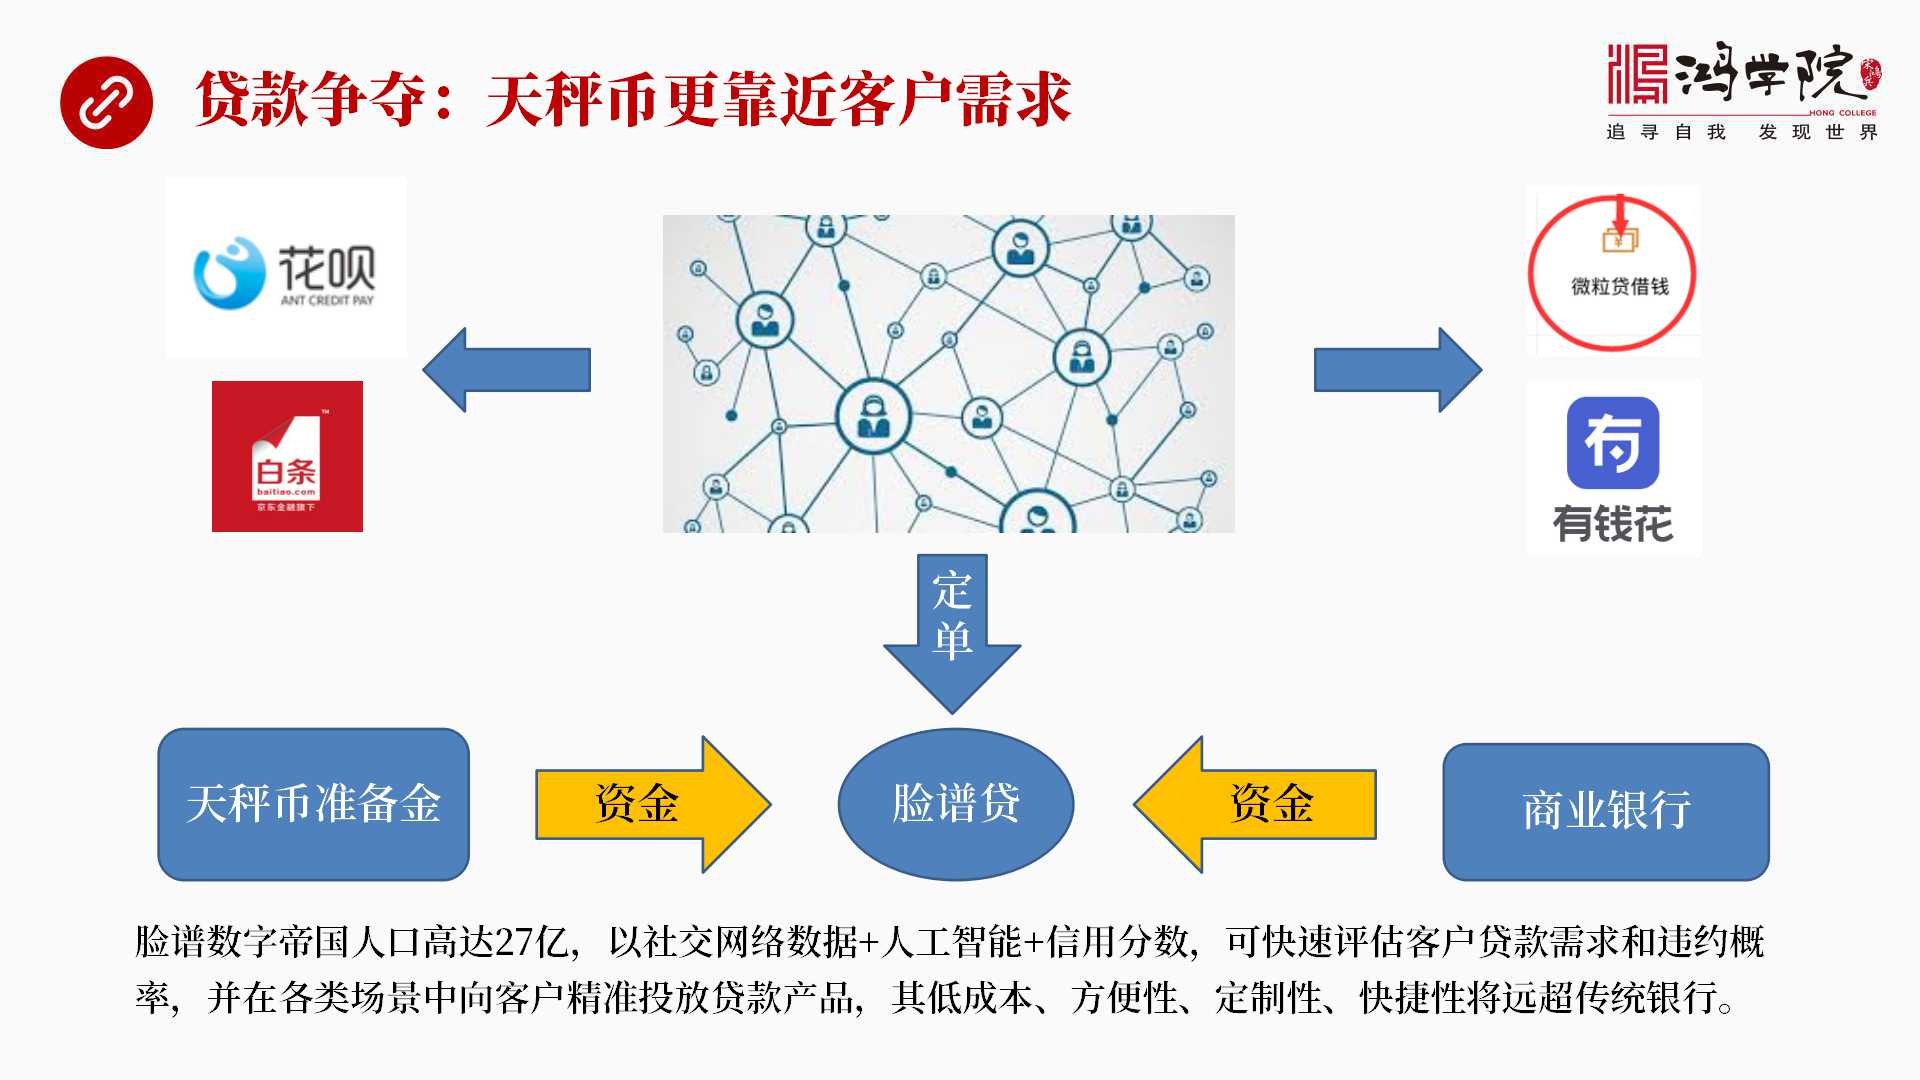 贷款争夺：天秤币更靠近客户需求
鸿学院
宋鸿兵
HONG COLLEGE
追寻自我 发现世界
花呗
ANT CREDIT PAY
白条
TM
baitiao.com
京东金融旗下
微粒贷借钱
有钱花
定单
天秤币准备金
资金
脸谱贷
资金
商业银行
脸谱数字帝国人口高达27亿，以社交网络数据+人工智能+信用分数，可快速评估客户贷款需求和违约概
率，并在各类场景中向客户精准投放贷款产品，其低成本、方便性、定制性、快捷性将远超传统银行。